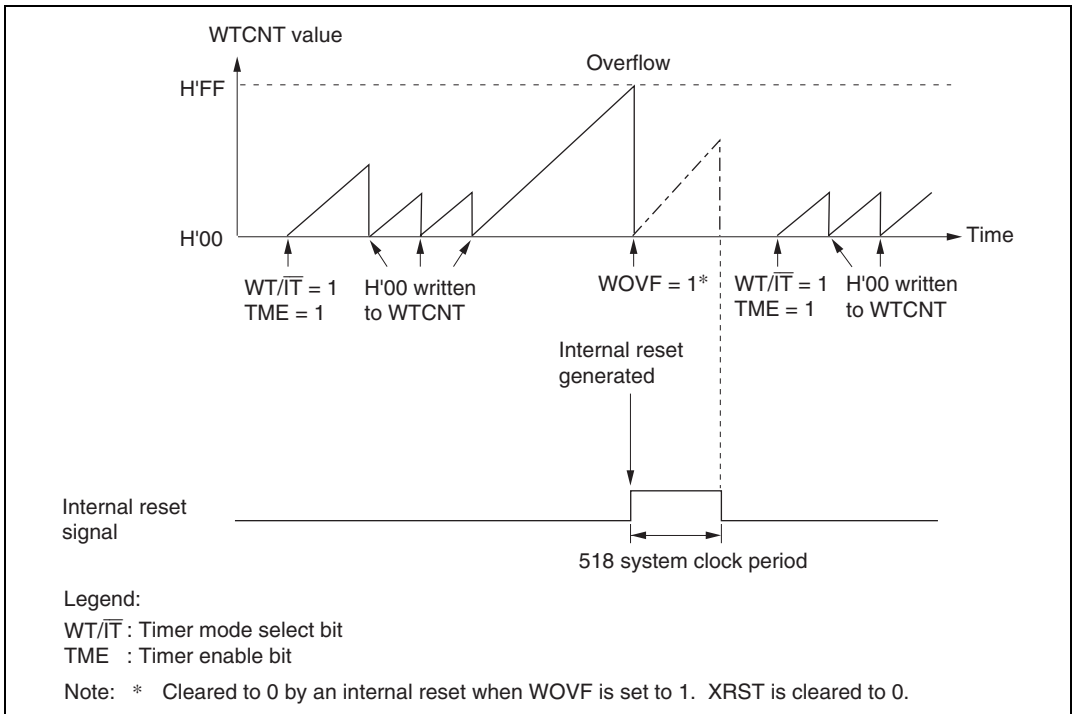 WTCNT value
Overflow
H'FF
H'00
Time
WT/I̅T̅ = 1
TME = 1
H'00 written
to WTCNT
WOVF = 1*
WT/I̅T̅ = 1
TME = 1
H'00 written
to WTCNT
Internal reset
generated
Internal reset
signal
518 system clock period
Legend:
WT/I̅T̅ : Timer mode select bit
TME : Timer enable bit
Note: * Cleared to 0 by an internal reset when WOVF is set to 1. XRST is cleared to 0.